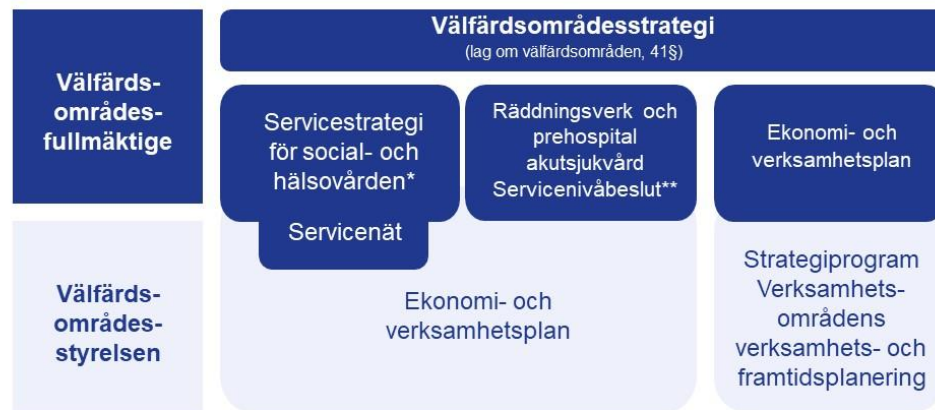 Välfärdsområdesstrategi
(lag om välfärdsområden, 41§)
Välfärds-
områdes-
fullmäktige
Servicestrategi
för social- och
hälsovården*
Räddningsverk och
prehospital
akutsjukvård
Servicenivåbeslut**
Ekonomi- och
verksamhetsplan
Servicenät
Välfärds-
områdes-
styrelsen
Ekonomi- och
verksamhetsplan
Strategiprogram
Verksamhets-
områdens
verksamhets- och
framtidsplanering